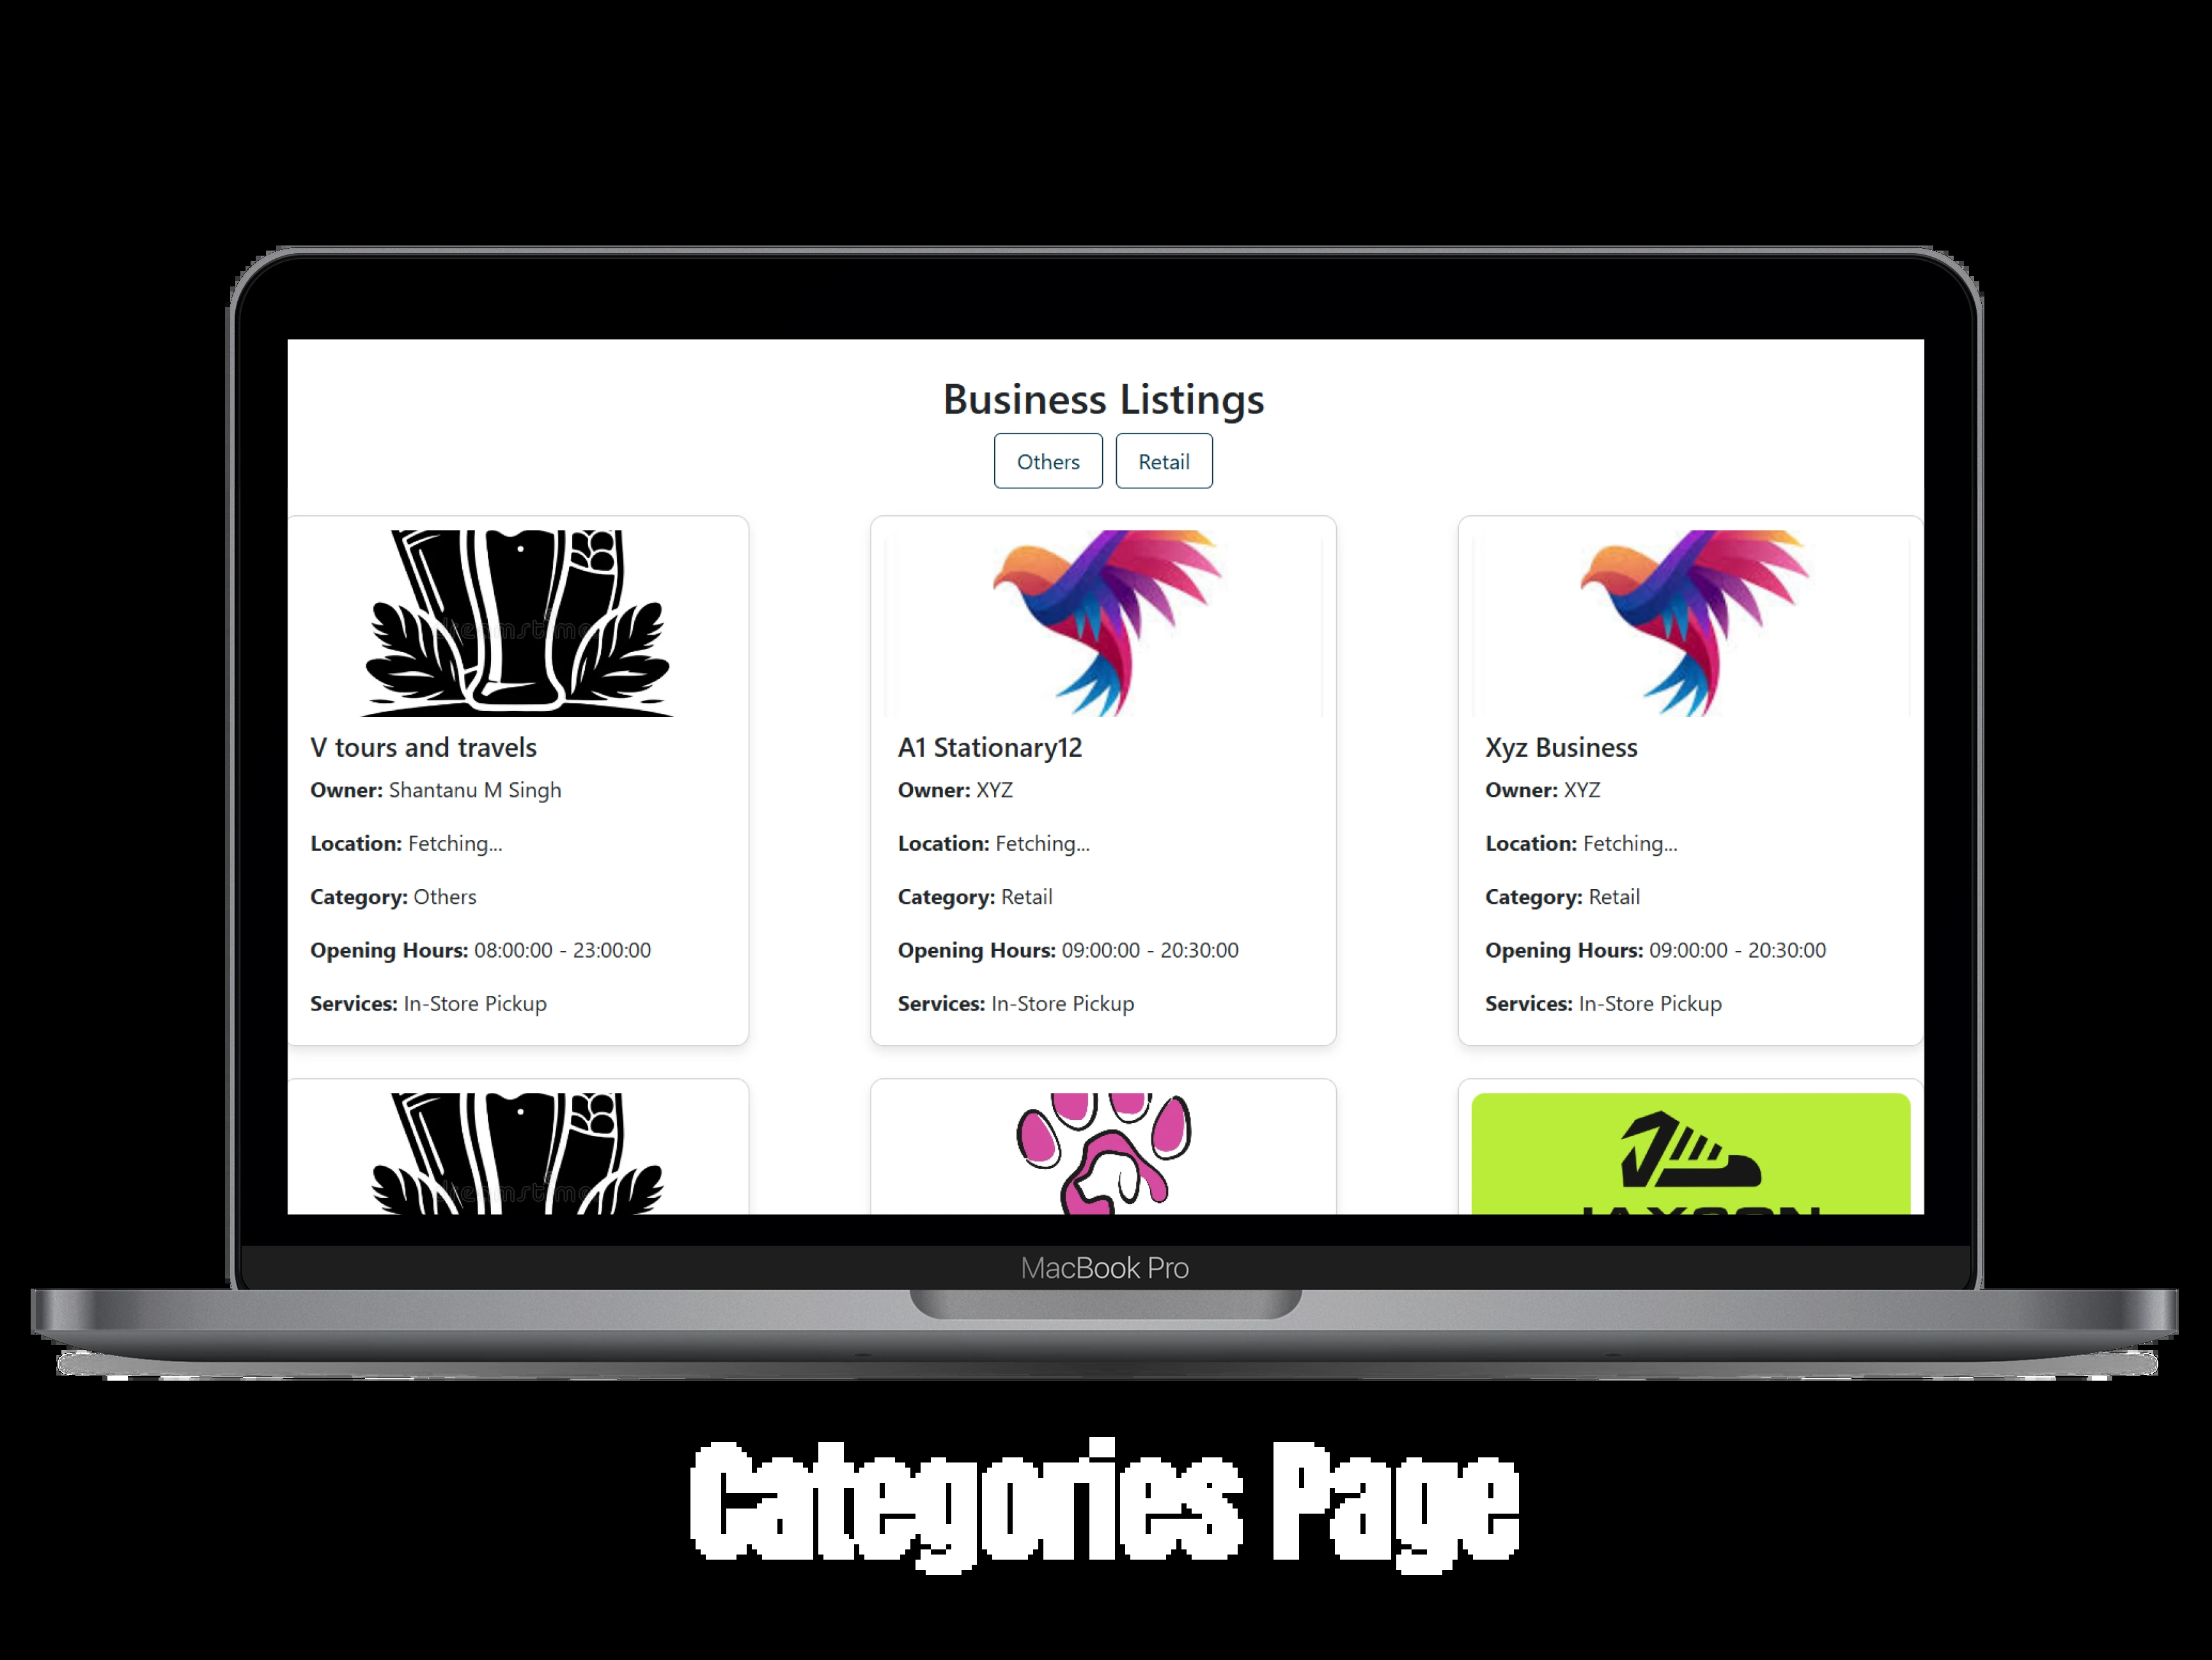 Business Listings
Others Retail
dreamstime
V tours and travels
Owner: Shantanu M Singh
Location: Fetching...
Category: Others
Opening Hours: 08:00:00 - 23:00:00
Services: In-Store Pickup
A1 Stationary12
Owner: XYZ
Location: Fetching...
Category: Retail
Opening Hours: 09:00:00 - 20:30:00
Services: In-Store Pickup
Xyz Business
Owner: XYZ
Location: Fetching...
Category: Retail
Opening Hours: 09:00:00 - 20:30:00
Services: In-Store Pickup
dreamstime
MacBook Pro
Categories Page